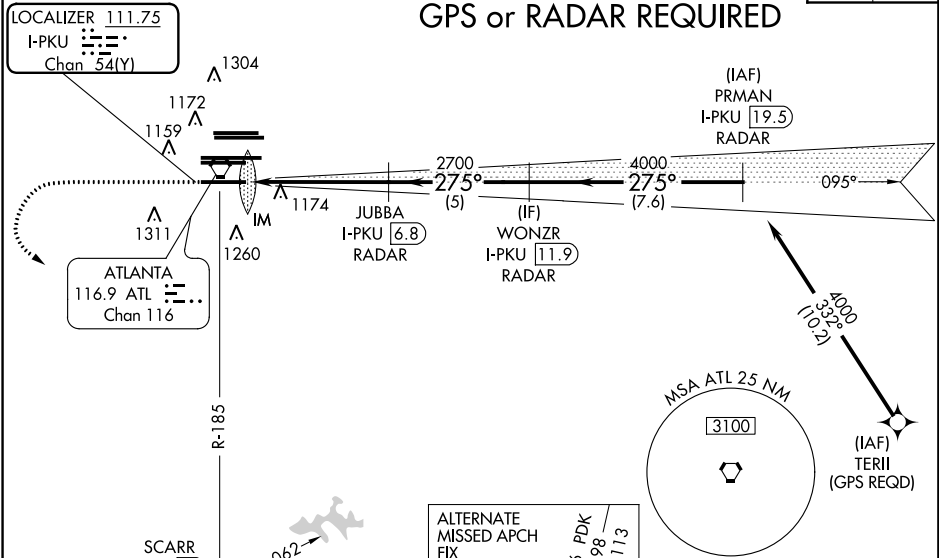 GPS or RADAR REQUIRED
LOCALIZER 111.75
I-PKU
Chan 54(Y)
1304
1172
1159
(IAF)
PRMAN
I-PKU 19.5
RADAR
2700
4000
275°
275°
095°
(5)
(7.6)
1174
IM
JUBBA
I-PKU 6.8
RADAR
(IF)
WONZR
I-PKU 11.9
RADAR
1311
1260
ATLANTA
116.9 ATL
Chan 116
4000
332°
(10.2)
R-185
MSA ATL 25 NM
3100
(IAF)
TERII
(GPS REQD)
ALTERNATE
MISSED APCH
FIX
PDK
98
113
SCARR
062